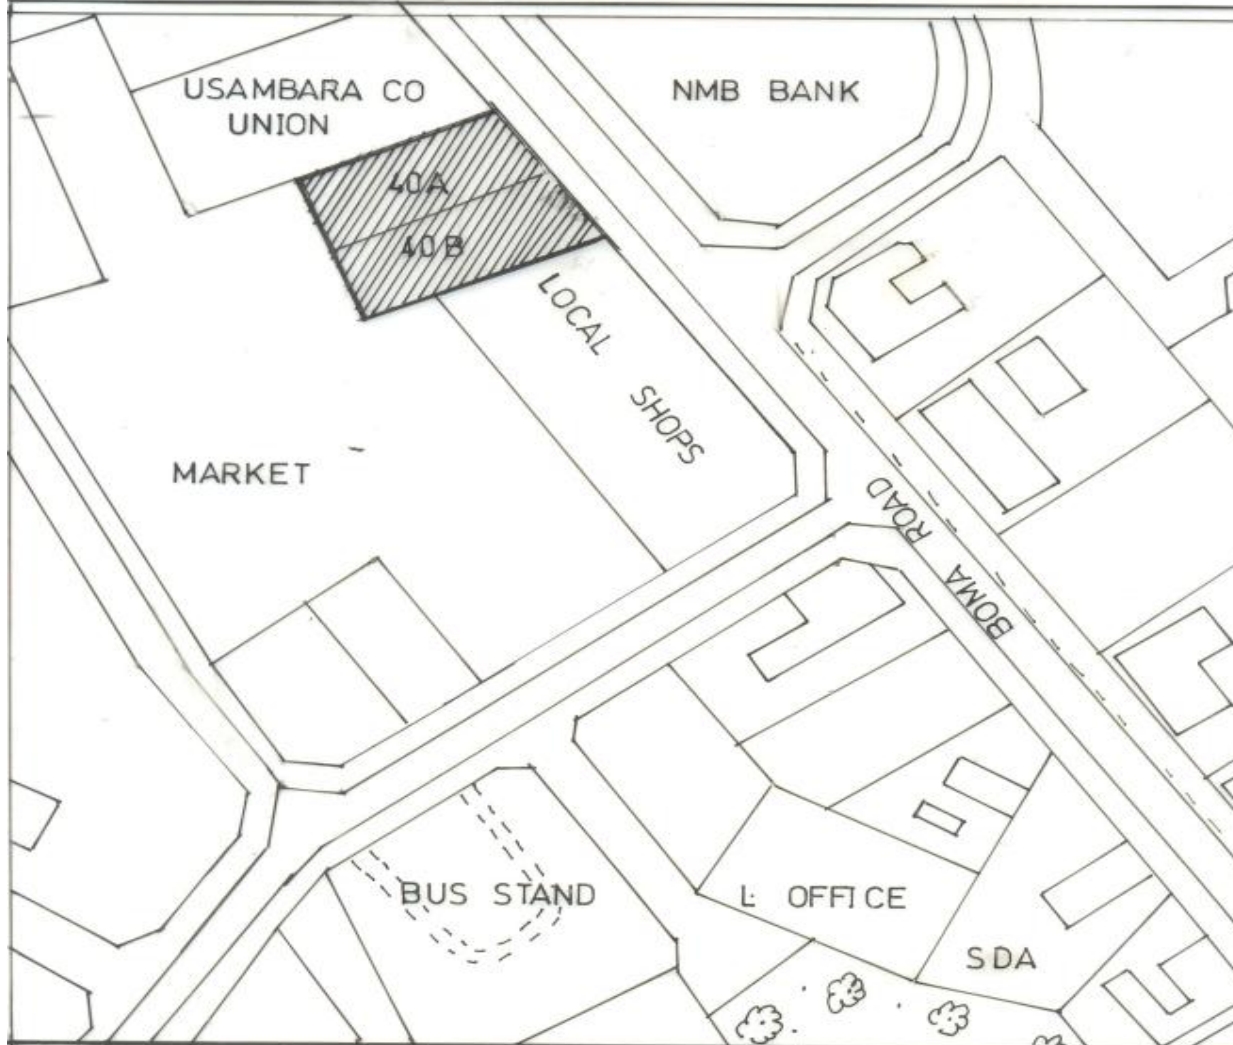 USAMBARA CO
UNION
NMB BANK
40A
40B
LOCAL SHOPS
MARKET
BOMA ROAD
BUS STAND
L. OFFICE
SDA